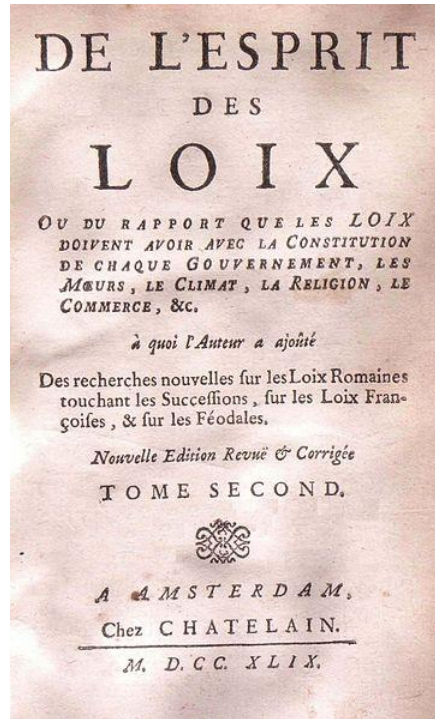 DE L'ESPRIT
DES
LOIX
OU DU RAPPORT QUE LES LOIX
DOIVENT AVOIR AVEC LA CONSTITUTION
DE CHAQUE GOUVERNEMENT, LES
MŒURS, LE CLIMAT, LA RELIGION, LE
COMMERCE, &c.
à quoi l'Auteur a ajoûté
Des recherches nouvelles ſur les Loix Romaines
touchant les Succeſſions, ſur les Loix Fran-
çoiſes, & ſur les Féodales.
Nouvelle Edition Revuë & Corrigée
TOME SECOND.
A AMSTERDAM,
Chez CHATELAIN.
M. D. C C. XLIX.